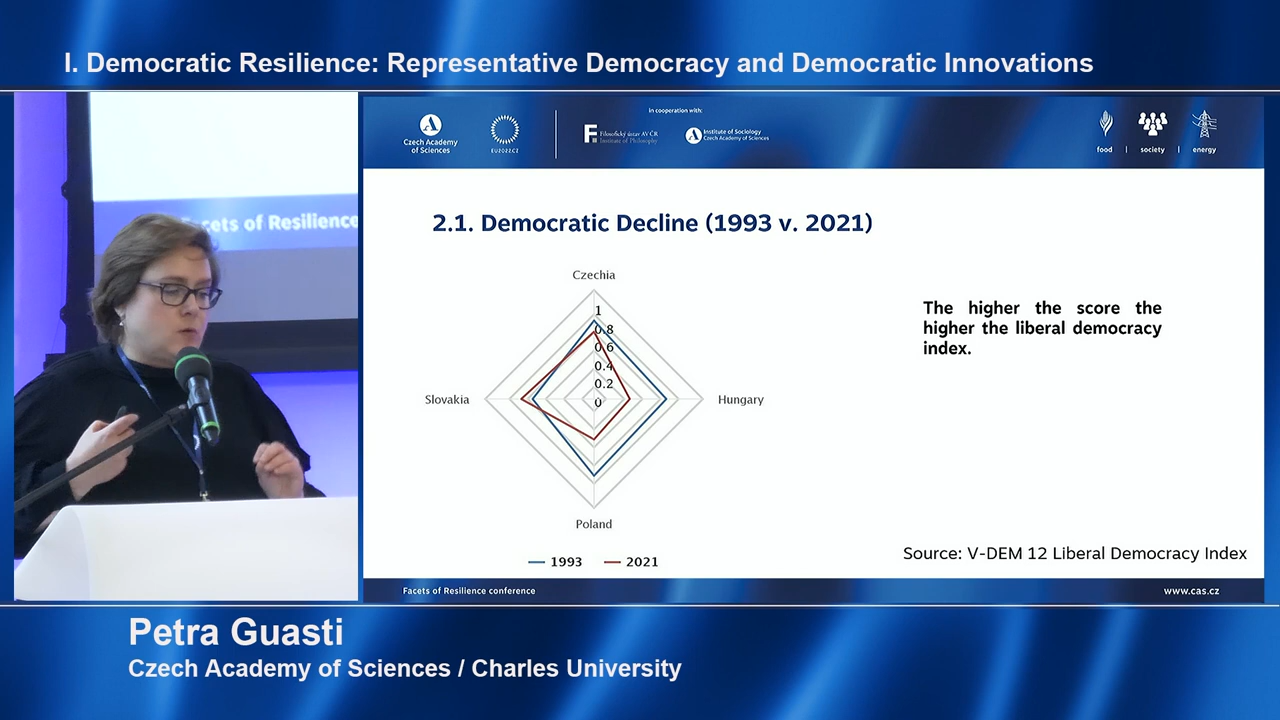 I. Democratic Resilience: Representative Democracy and Democratic Innovations
Facets of Resilience
Czech Academy
of Sciences
EU2022.CZ
In cooperation with:
Filosofický ústav AV ČR
Institute of Philosophy
Institute of Sociology
Czech Academy of Sciences
food | society | energy
2.1. Democratic Decline (1993 v. 2021)
Czechia
1
0.8
0.6
0.4
0.2
0
Slovakia
Hungary
Poland
1993 2021
The higher the score the
higher the liberal democracy
index.
Source: V-DEM 12 Liberal Democracy Index
Facets of Resilience conference
www.cas.cz
Petra Guasti
Czech Academy of Sciences / Charles University